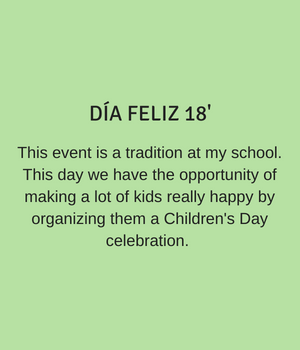 DÍA FELIZ 18'
This event is a tradition at my school.
This day we have the opportunity of
making a lot of kids really happy by
organizing them a Children's Day
celebration.